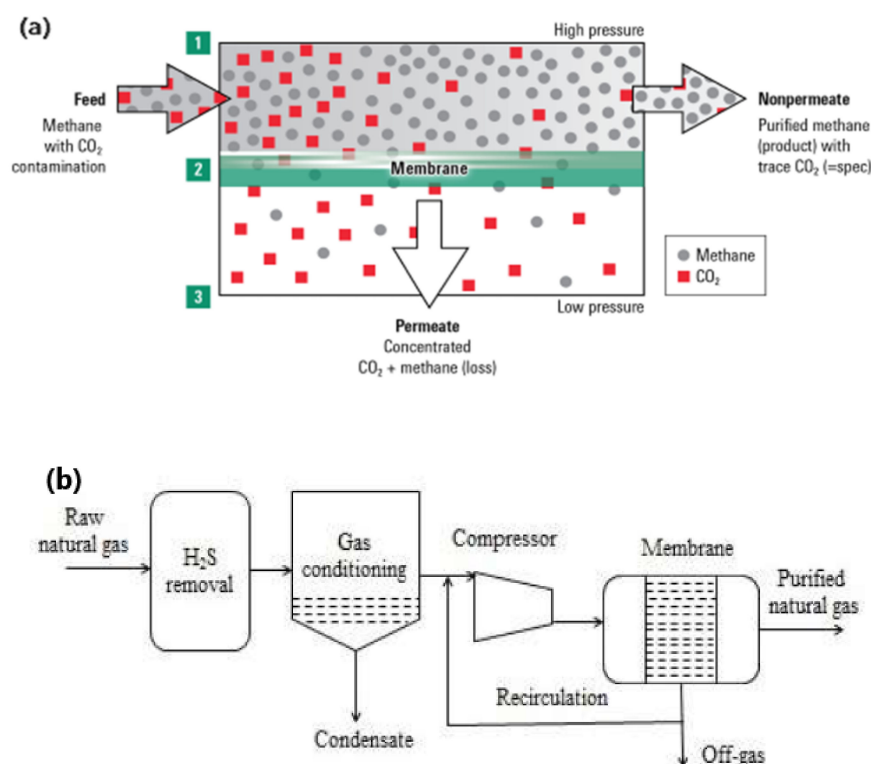 (a)
1
High pressure
Feed
Methane
with CO₂
contamination
Nonpermeate
Purified methane
(product) with
trace CO₂ (=spec)
2
Membrane
Methane
CO₂
3
Low pressure
Permeate
Concentrated
CO₂ + methane (loss)
(b)
Raw
natural gas
H₂S
removal
Gas
conditioning
Compressor
Membrane
Purified
natural gas
Recirculation
Condensate
Off-gas